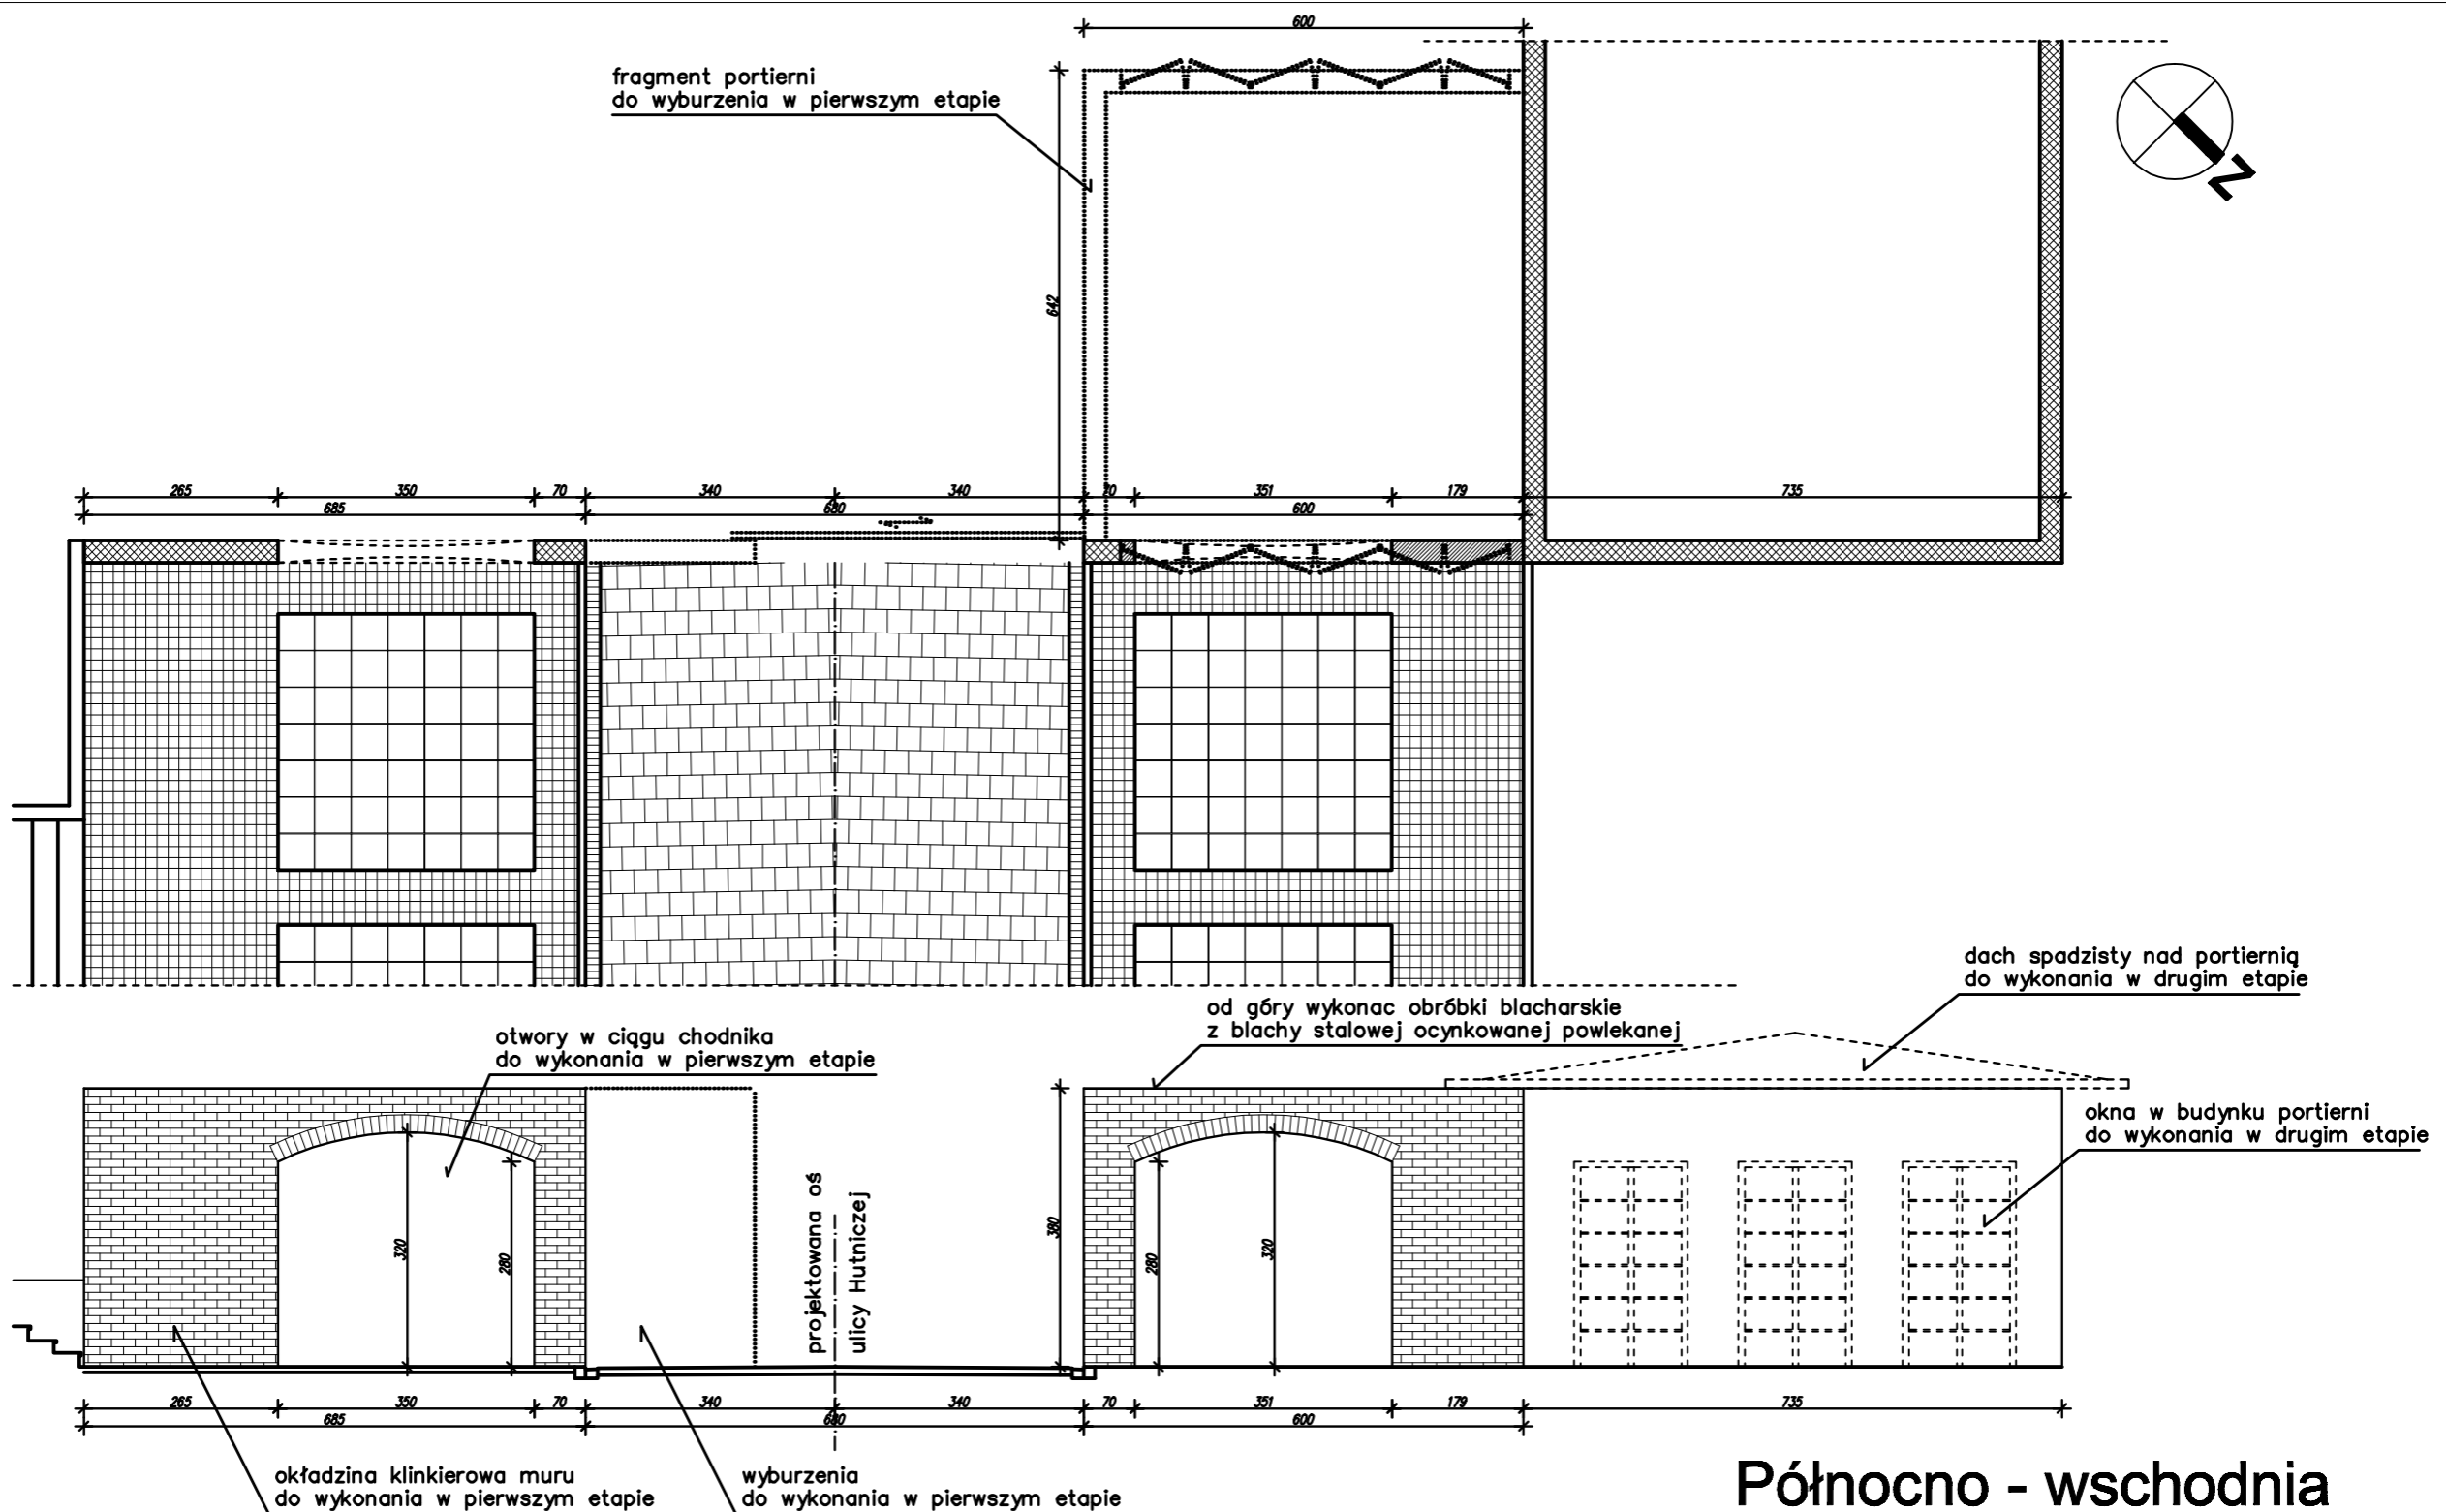 600
fragment portierni
do wyburzenia w pierwszym etapie
N
642
265 350 70 340 340 70 351 179 735
685 680 600
dach spadzisty nad portiernią
do wykonania w drugim etapie
od góry wykonac obróbki blacharskie
z blachy stalowej ocynkowanej powlekanej
otwory w ciągu chodnika
do wykonania w pierwszym etapie
okna w budynku portierni
do wykonania w drugim etapie
projektowana oś
ulicy Hutniczej
320 280 380 280 320
265 350 70 340 340 70 351 179 735
685 680 600
okładzina klinkierowa muru
do wykonania w pierwszym etapie
wyburzenia
do wykonania w pierwszym etapie
Północno - wschodnia